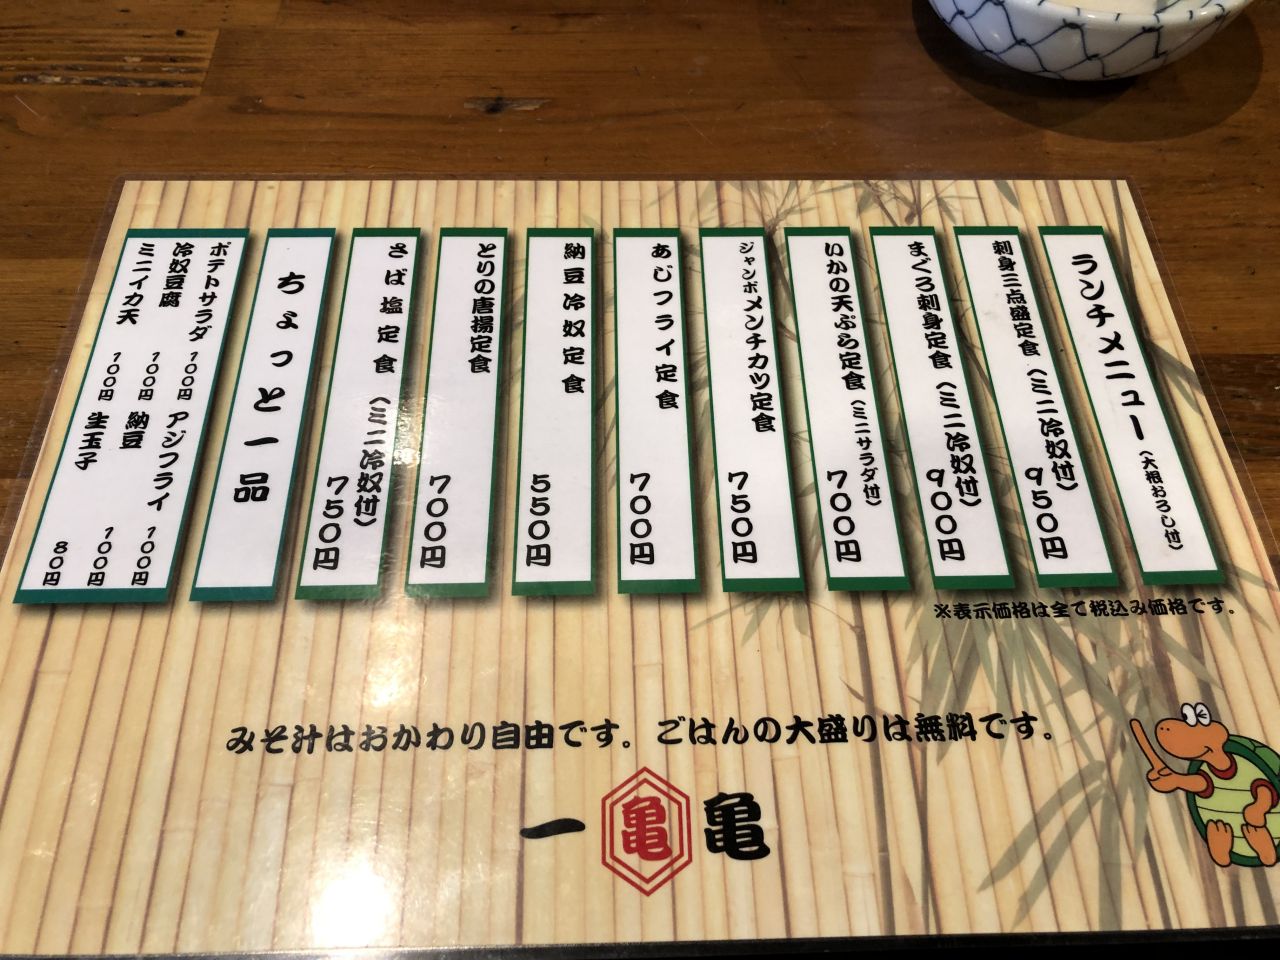 ランチメニュー（大根おろし付）
刺身三点盛定食（ミニ冷奴付）
950円
まぐろ刺身定食（ミニ冷奴付）
900円
いかの天ぷら定食（ミニサラダ付）
700円
ジャンボメンチカツ定食
750円
あじフライ定食
700円
納豆冷奴定食
550円
とりの唐揚定食
700円
さば塩定食（ミニ冷奴付）
750円
ちょっと一品
ポテトサラダ 100円
アジフライ 100円
冷奴豆腐 100円
納豆 100円
ミニイカ天 100円
生玉子 80円
※表示価格は全て税込み価格です。
みそ汁はおかわり自由です。ごはんの大盛りは無料です。
一亀亀